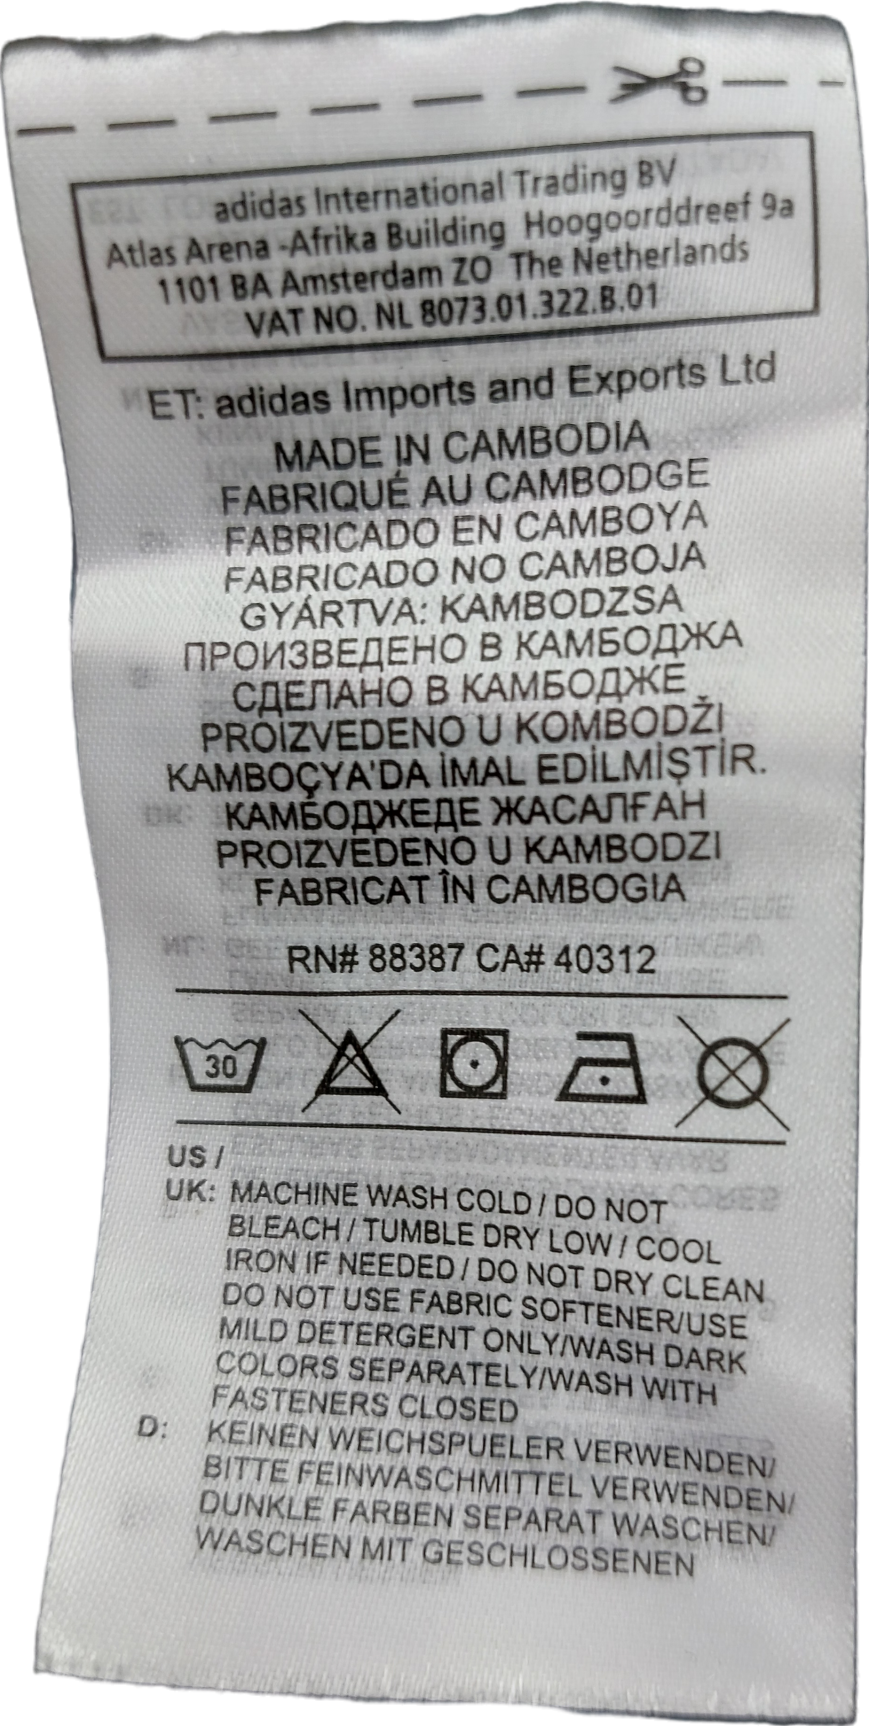 adidas International Trading BV
Atlas Arena -Afrika Building Hoogoorddreef 9a
1101 BA Amsterdam ZO The Netherlands
VAT NO. NL 8073.01.322.B.01
ET: adidas Imports and Exports Ltd
MADE IN CAMBODIA
FABRIQUÉ AU CAMBODGE
FABRICADO EN CAMBOYA
FABRICADO NO CAMBOJA
GYÁRTVA: KAMBODZSA
ПРОИЗВЕДЕНО В КАМБОДЖА
СДЕЛАНО В КАМБОДЖЕ
PROIZVEDENO U KOMBODŽI
KAMBOÇYA'DA İMAL EDİLMİŞTİR.
КАМБОДЖЕДЕ ЖАСАЛҒАН
PROIZVEDENO U KAMBODZI
FABRICAT ÎN CAMBOGIA
RN# 88387 CA# 40312
30
US /
UK: MACHINE WASH COLD / DO NOT
BLEACH / TUMBLE DRY LOW / COOL
IRON IF NEEDED / DO NOT DRY CLEAN
DO NOT USE FABRIC SOFTENER/USE
MILD DETERGENT ONLY/WASH DARK
COLORS SEPARATELY/WASH WITH
FASTENERS CLOSED
D: KEINEN WEICHSPUELER VERWENDEN/
BITTE FEINWASCHMITTEL VERWENDEN/
DUNKLE FARBEN SEPARAT WASCHEN/
WASCHEN MIT GESCHLOSSENEN